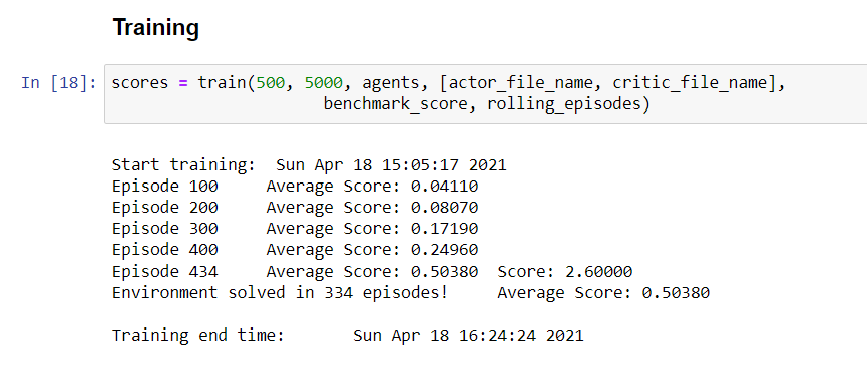 Training
In [18]: scores = train(500, 5000, agents, [actor_file_name, critic_file_name],
benchmark_score, rolling_episodes)
Start training:  Sun Apr 18 15:05:17 2021
Episode 100     Average Score: 0.04110
Episode 200     Average Score: 0.08070
Episode 300     Average Score: 0.17190
Episode 400     Average Score: 0.24960
Episode 434     Average Score: 0.50380  Score: 2.60000
Environment solved in 334 episodes!     Average Score: 0.50380
Training end time:       Sun Apr 18 16:24:24 2021